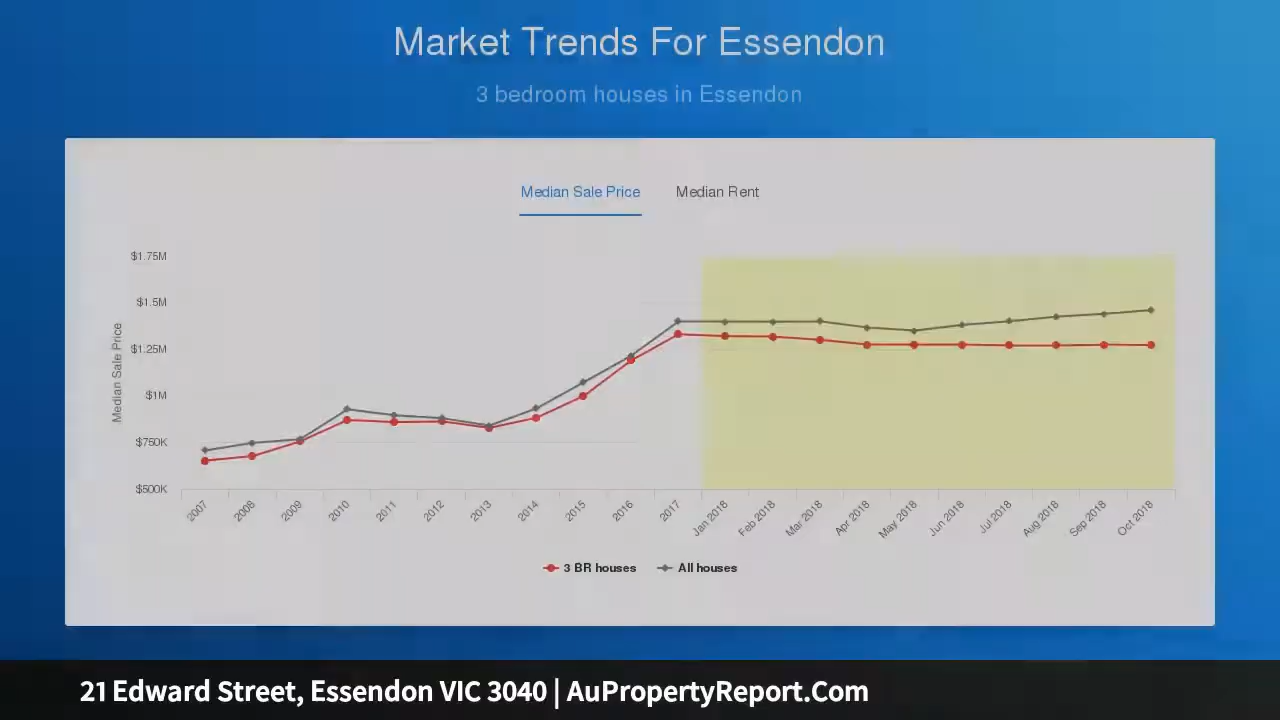 Market Trends For Essendon
3 bedroom houses in Essendon
Median Sale Price Median Rent
$1.75M
$1.5M
$1.25M
$1M
$750K
$500K
Median Sale Price
2007 2008 2009 2010 2011 2012 2013 2014 2015 2016 2017 Jan 2018 Feb 2018 Mar 2018 Apr 2018 May 2018 Jun 2018 Jul 2018 Aug 2018 Sep 2018 Oct 2018
3 BR houses All houses
21 Edward Street, Essendon VIC 3040 | AuPropertyReport.Com